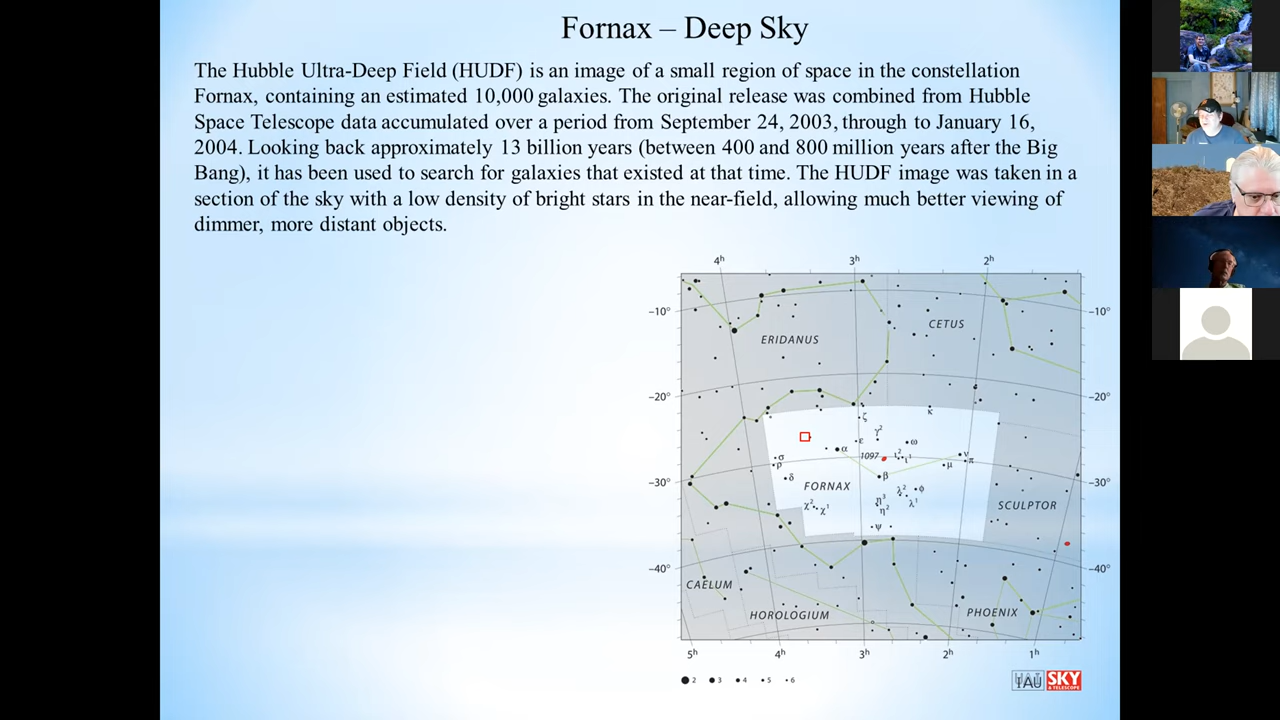 Fornax – Deep Sky
The Hubble Ultra-Deep Field (HUDF) is an image of a small region of space in the constellation
Fornax, containing an estimated 10,000 galaxies. The original release was combined from Hubble
Space Telescope data accumulated over a period from September 24, 2003, through to January 16,
2004. Looking back approximately 13 billion years (between 400 and 800 million years after the Big
Bang), it has been used to search for galaxies that existed at that time. The HUDF image was taken in a
section of the sky with a low density of bright stars in the near-field, allowing much better viewing of
dimmer, more distant objects.
4h 3h 2h
−10° −10°
CETUS
ERIDANUS
−20° −20°
κ
ζ
γ2
ε ω
α 1097 ι2 ι1 ν π
σ
ρ μ
δ β
−30° −30°
FORNAX λ2 φ
η3 λ1
χ2 χ1 η2
SCULPTOR
ψ
−40° −40°
CAELUM
HOROLOGIUM PHOENIX
5h 4h 3h 2h 1h
2 3 4 5 6
IAU SKY
& TELESCOPE